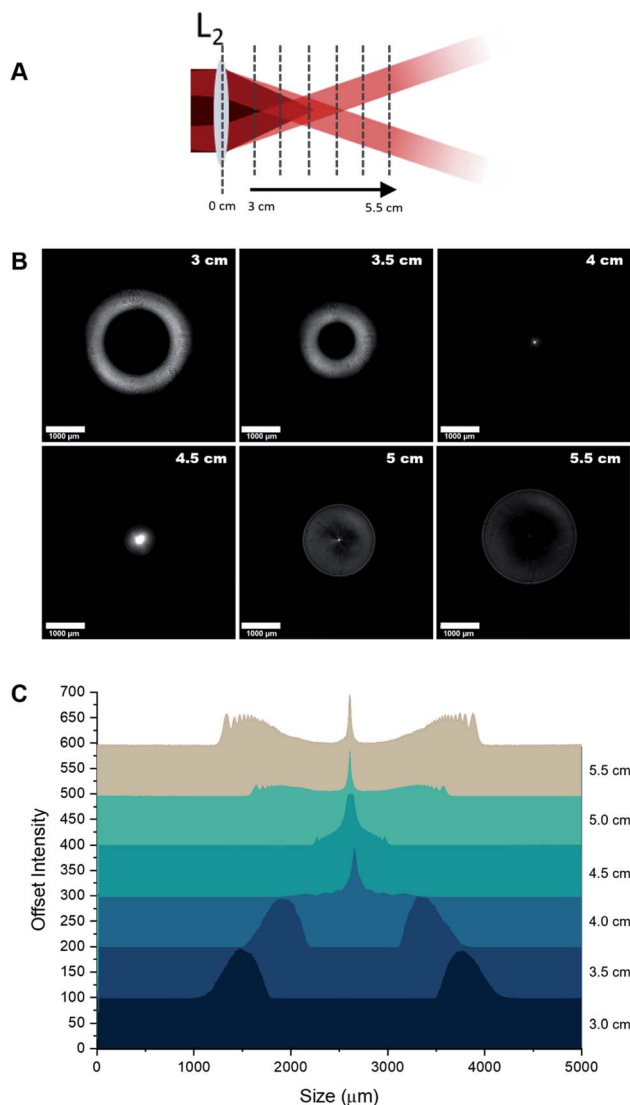 A
L2
0 cm
3 cm
5.5 cm
B
3 cm
3.5 cm
4 cm
1000 µm
1000 µm
1000 µm
4.5 cm
5 cm
5.5 cm
1000 µm
1000 µm
1000 µm
C
700
650
600
550
500
450
400
350
300
250
200
150
100
50
0
Offset Intensity
5.5 cm
5.0 cm
4.5 cm
4.0 cm
3.5 cm
3.0 cm
0 1000 2000 3000 4000 5000
Size (µm)